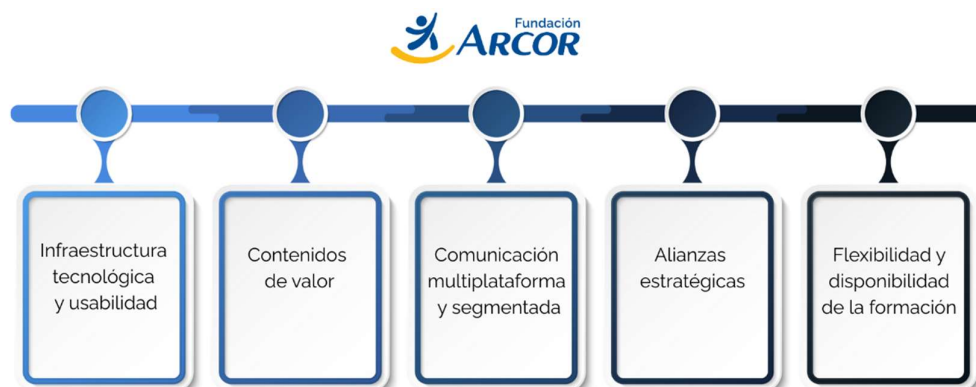 Fundación
ARCOR
Infraestructura
tecnológica
y usabilidad
Contenidos
de valor
Comunicación
multiplataforma
y segmentada
Alianzas
estratégicas
Flexibilidad y
disponibilidad
de la formación